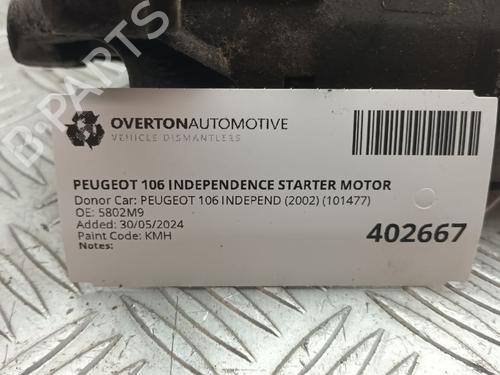 B-PARTS
OVERTONAUTOMOTIVE
VEHICLE DISMANTLERS
PEUGEOT 106 INDEPENDENCE STARTER MOTOR
Donor Car: PEUGEOT 106 INDEPEND (2002) (101477)
OE: 5802M9
Added: 30/05/2024
Paint Code: KMH
Notes:
402667